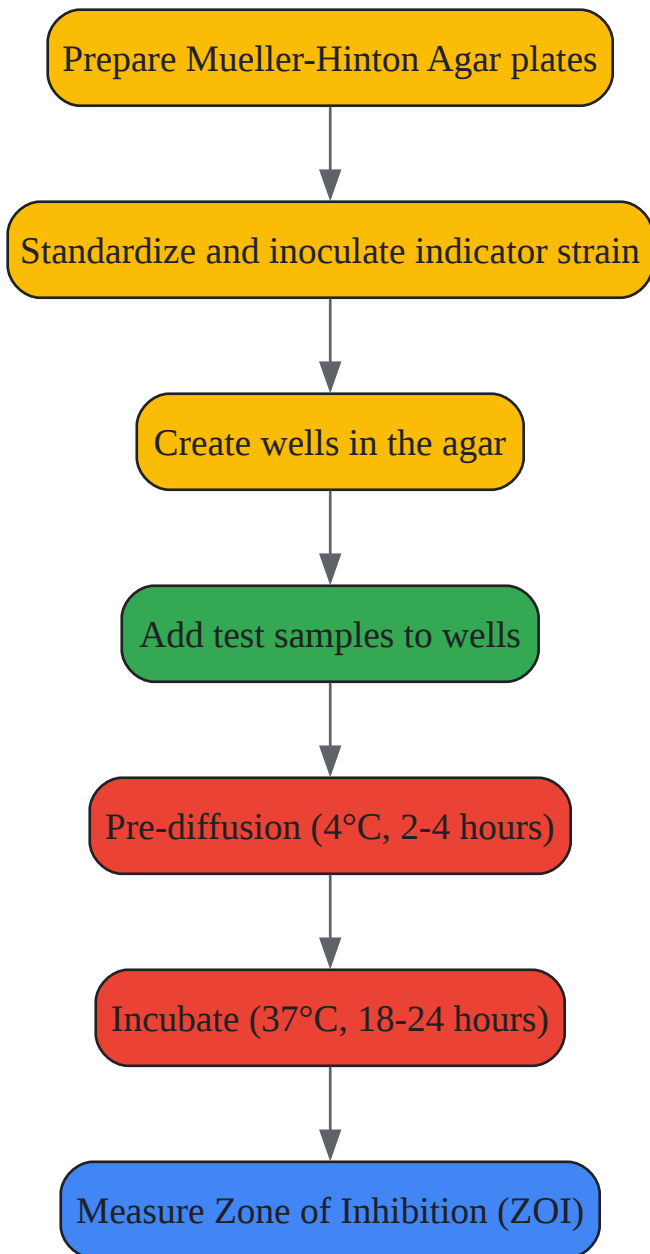 Prepare Mueller-Hinton Agar plates
Standardize and inoculate indicator strain
Create wells in the agar
Add test samples to wells
Pre-diffusion (4°C, 2-4 hours)
Incubate (37°C, 18-24 hours)
Measure Zone of Inhibition (ZOI)